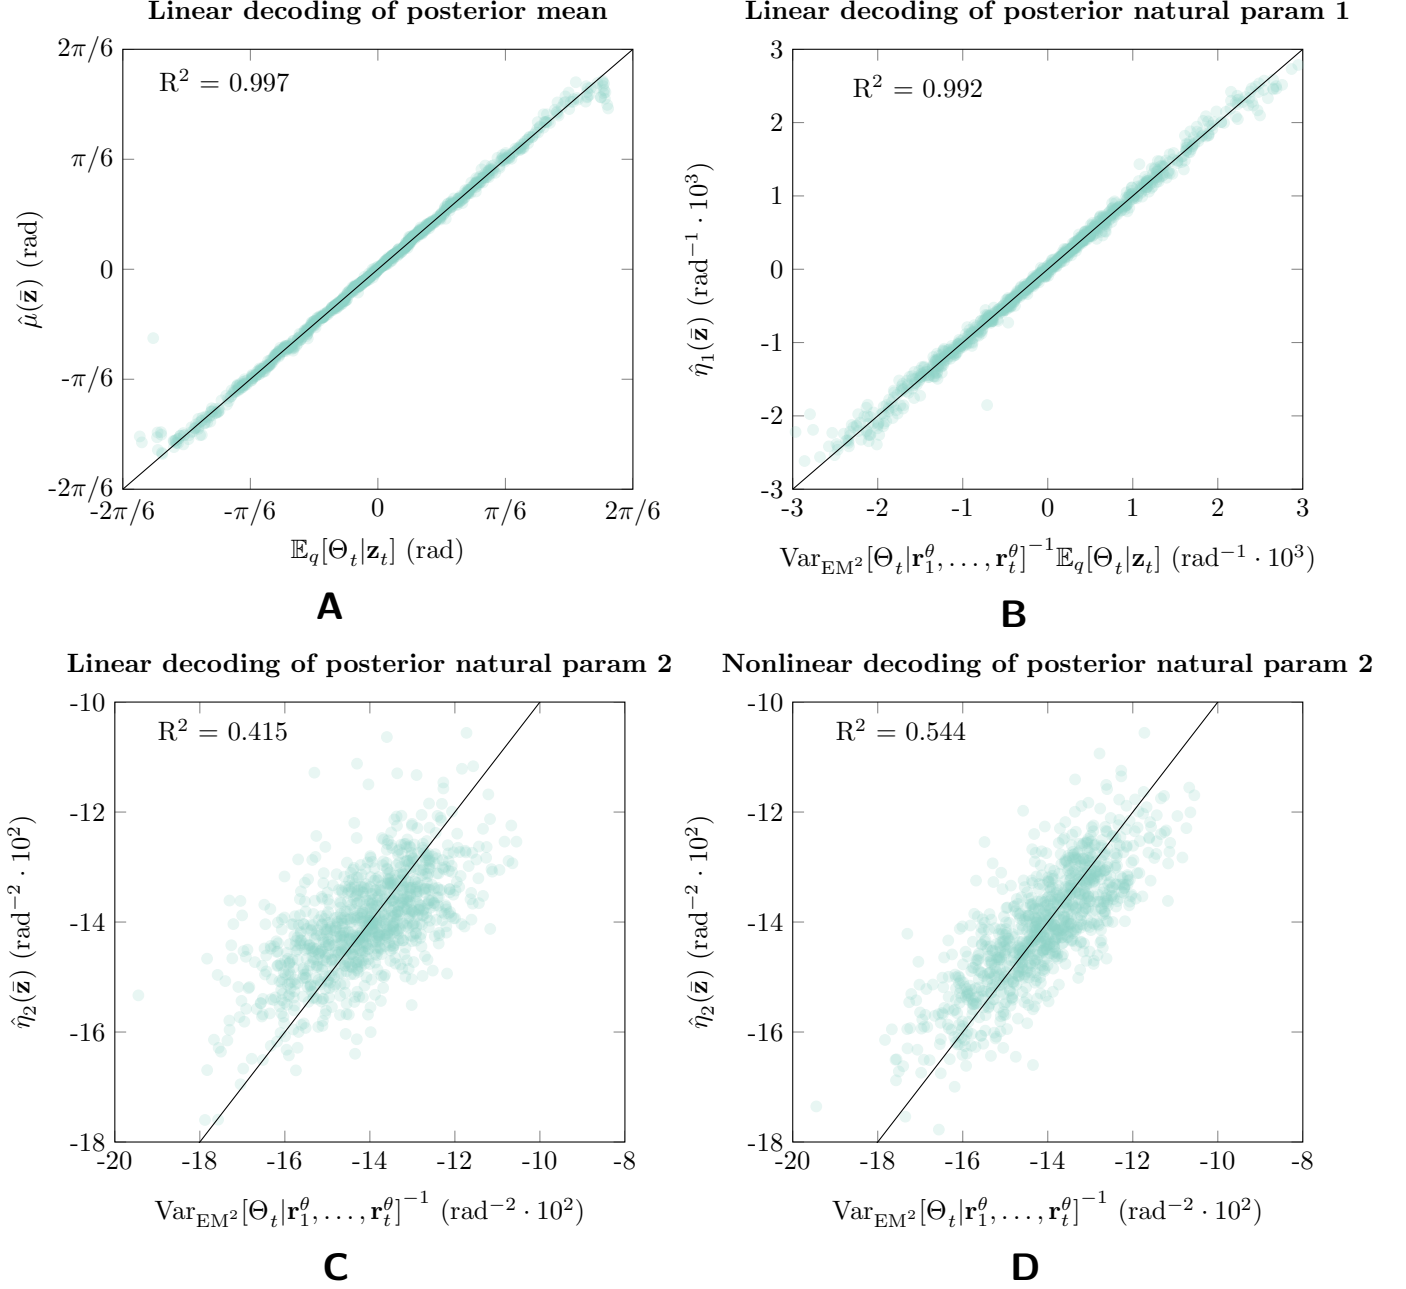 Linear decoding of posterior mean
R² = 0.997
2π/6
π/6
0
-π/6
-2π/6
-2π/6 -π/6 0 π/6 2π/6
μ̂(z̄) (rad)
𝔼_q[Θ_t|z_t] (rad)
A
Linear decoding of posterior natural param 1
R² = 0.992
3
2
1
0
-1
-2
-3
-3 -2 -1 0 1 2 3
η̂₁(z̄) (rad⁻¹ · 10³)
Var_EM²[Θ_t|r₁^θ, . . . , r_t^θ]⁻¹𝔼_q[Θ_t|z_t] (rad⁻¹ · 10³)
B
Linear decoding of posterior natural param 2
R² = 0.415
-10
-12
-14
-16
-18
-20 -18 -16 -14 -12 -10 -8
η̂₂(z̄) (rad⁻² · 10²)
Var_EM²[Θ_t|r₁^θ, . . . , r_t^θ]⁻¹ (rad⁻² · 10²)
C
Nonlinear decoding of posterior natural param 2
R² = 0.544
-10
-12
-14
-16
-18
-20 -18 -16 -14 -12 -10 -8
η̂₂(z̄) (rad⁻² · 10²)
Var_EM²[Θ_t|r₁^θ, . . . , r_t^θ]⁻¹ (rad⁻² · 10²)
D